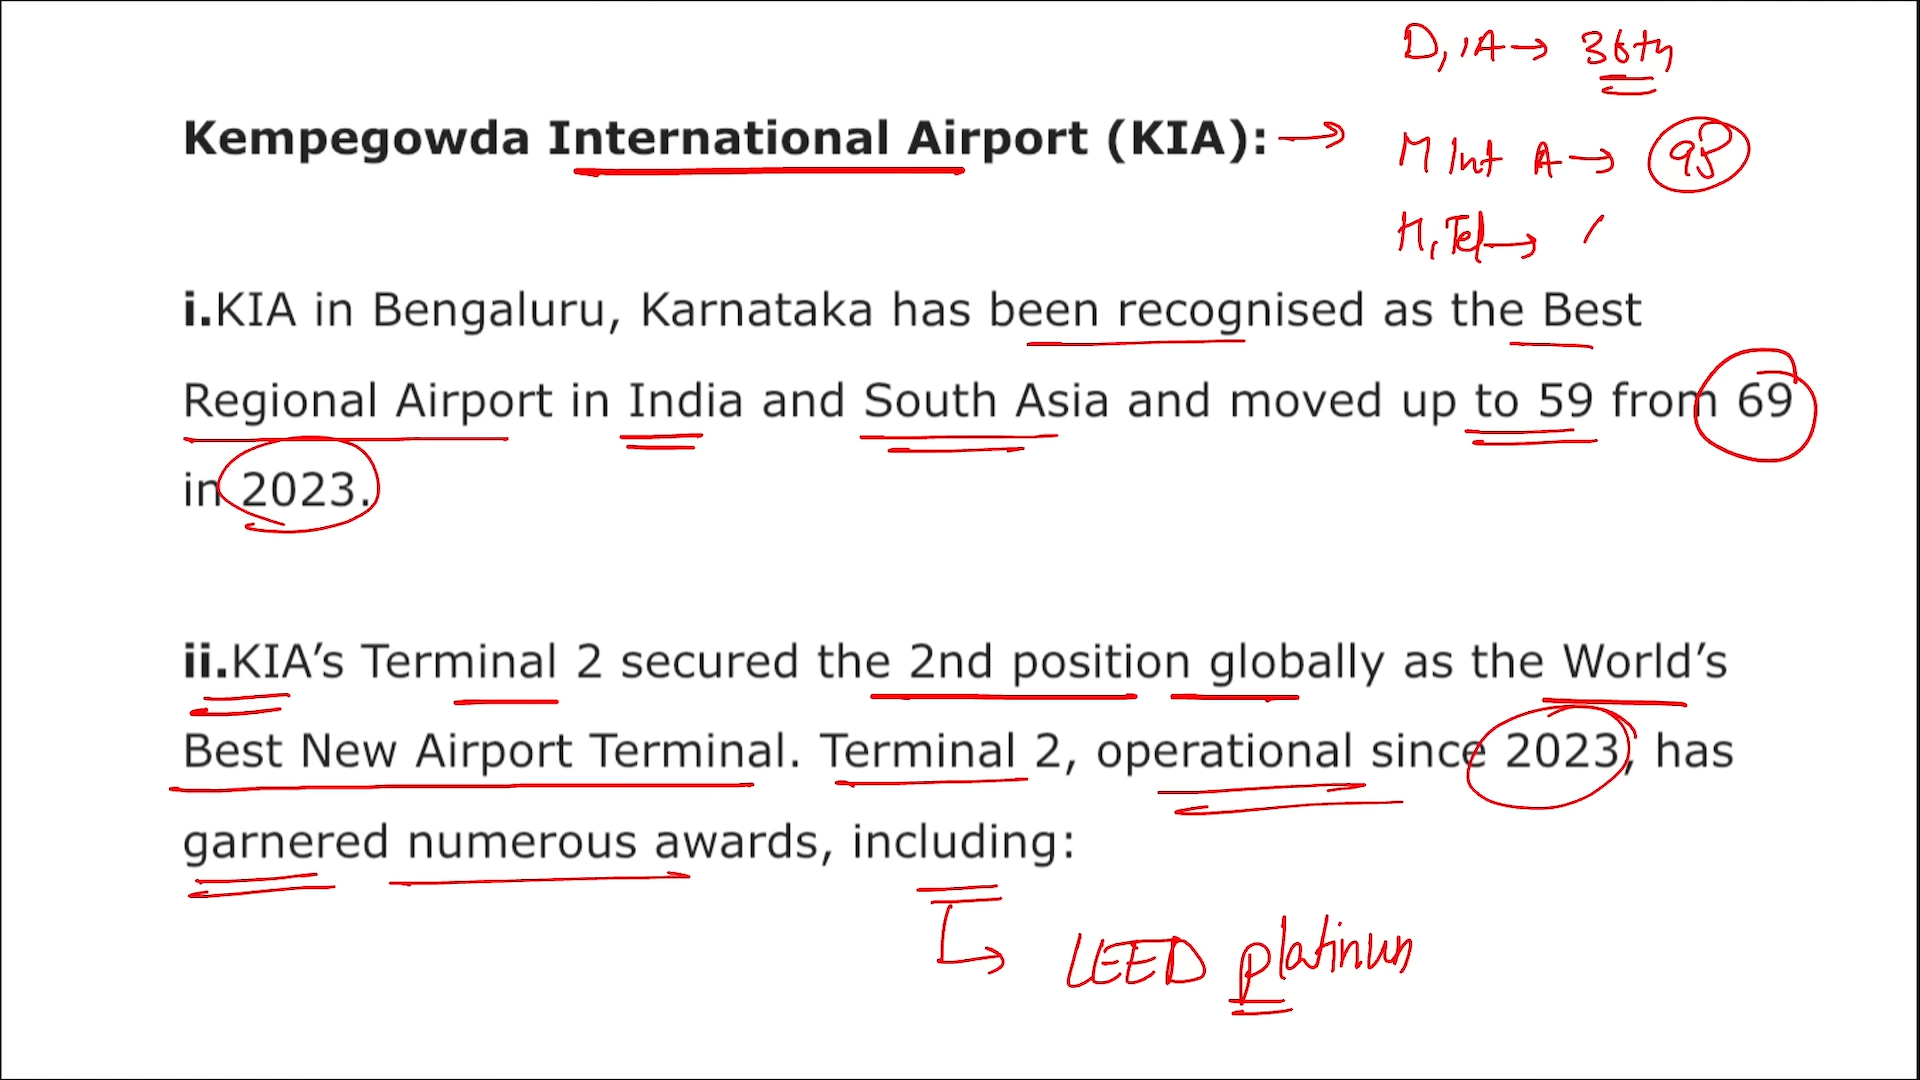 D, IA→ 36th
Kempegowda International Airport (KIA):→
M Int A→ 95
H, Tel→
i.KIA in Bengaluru, Karnataka has been recognised as the Best
Regional Airport in India and South Asia and moved up to 59 from 69
in 2023.
ii.KIA’s Terminal 2 secured the 2nd position globally as the World’s
Best New Airport Terminal. Terminal 2, operational since 2023, has
garnered numerous awards, including:
LEED platinum